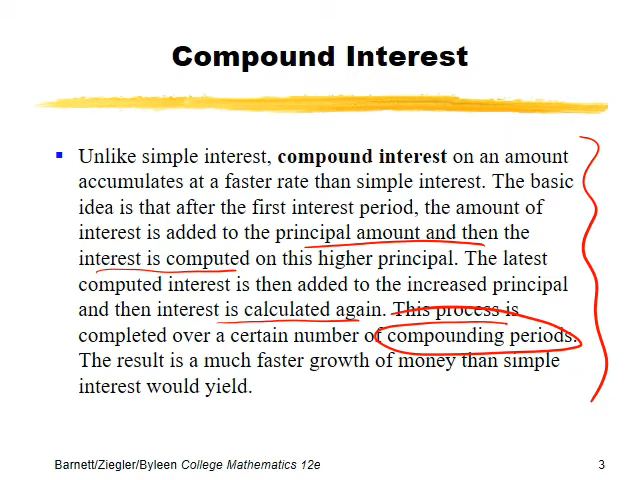 Compound Interest
Unlike simple interest, compound interest on an amount
accumulates at a faster rate than simple interest. The basic
idea is that after the first interest period, the amount of
interest is added to the principal amount and then the
interest is computed on this higher principal. The latest
computed interest is then added to the increased principal
and then interest is calculated again. This process is
completed over a certain number of compounding periods.
The result is a much faster growth of money than simple
interest would yield.
Barnett/Ziegler/Byleen College Mathematics 12e 3